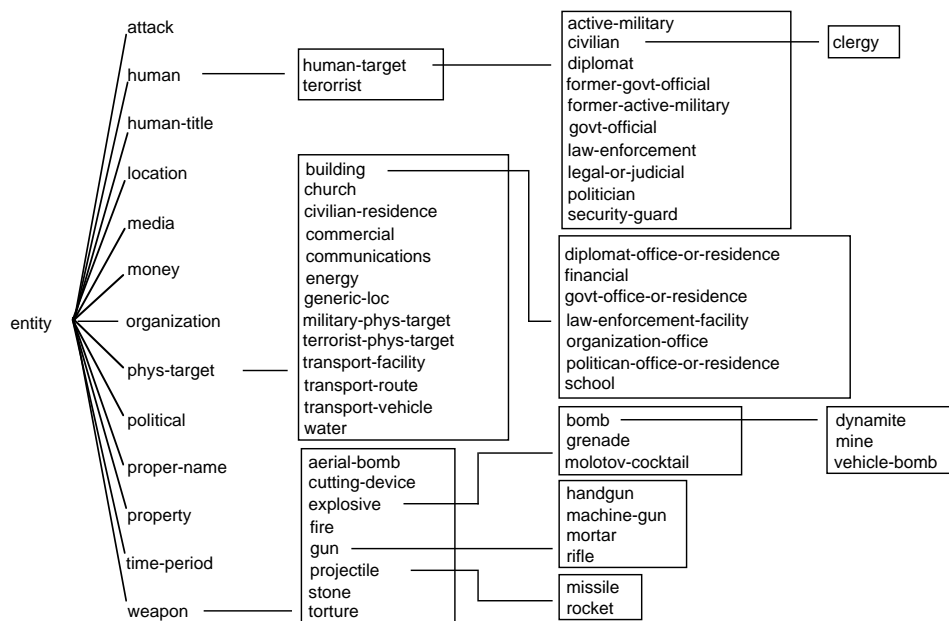 entity
attack
human
human-title
location
media
money
organization
phys-target
political
proper-name
property
time-period
weapon
human-target
terorrist
building
church
civilian-residence
commercial
communications
energy
generic-loc
military-phys-target
terrorist-phys-target
transport-facility
transport-route
transport-vehicle
water
aerial-bomb
cutting-device
explosive
fire
gun
projectile
stone
torture
active-military
civilian
diplomat
former-govt-official
former-active-military
govt-official
law-enforcement
legal-or-judicial
politician
security-guard
diplomat-office-or-residence
financial
govt-office-or-residence
law-enforcement-facility
organization-office
politican-office-or-residence
school
bomb
grenade
molotov-cocktail
handgun
machine-gun
mortar
rifle
missile
rocket
clergy
dynamite
mine
vehicle-bomb